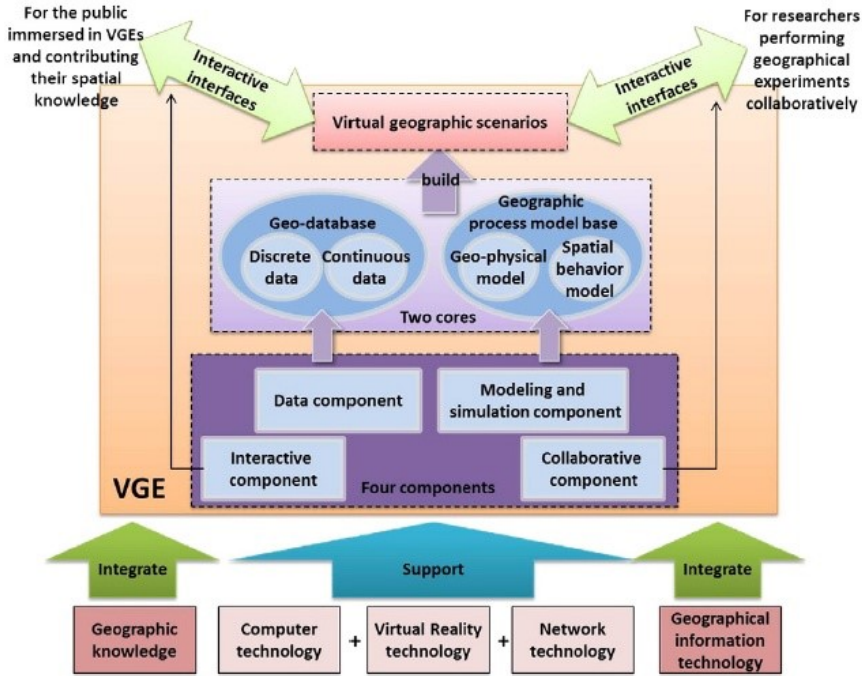 For the public
immersed in VGEs
and contributing
their spatial
knowledge
Interactive
interfaces
Interactive
interfaces
For researchers
performing
geographical
experiments
collaboratively
Virtual geographic scenarios
build
Geo-database
Discrete
data
Continuous
data
Geographic
process model base
Geo-physical
model
Spatial
behavior
model
Two cores
Data component
Modeling and
simulation component
Interactive
component
Collaborative
component
Four components
VGE
Integrate
Support
Integrate
Geographic
knowledge
Computer
technology
+
Virtual Reality
technology
+
Network
technology
Geographical
information
technology